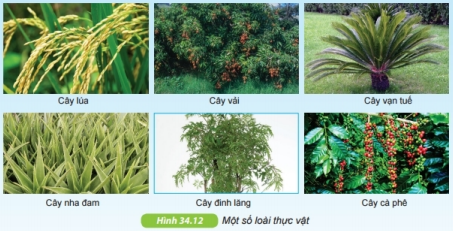 Cây lúa
Cây vải
Cây vạn tuế
Cây nha đam
Cây đinh lăng
Cây cà phê
Hình 34.12 Một số loài thực vật